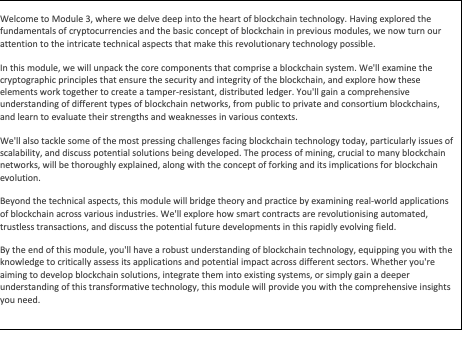 Welcome to Module 3, where we delve deep into the heart of blockchain technology. Having explored the
fundamentals of cryptocurrencies and the basic concept of blockchain in previous modules, we now turn our
attention to the intricate technical aspects that make this revolutionary technology possible.
In this module, we will unpack the core components that comprise a blockchain system. We'll examine the
cryptographic principles that ensure the security and integrity of the blockchain, and explore how these
elements work together to create a tamper-resistant, distributed ledger. You'll gain a comprehensive
understanding of different types of blockchain networks, from public to private and consortium blockchains,
and learn to evaluate their strengths and weaknesses in various contexts.
We'll also tackle some of the most pressing challenges facing blockchain technology today, particularly issues of
scalability, and discuss potential solutions being developed. The process of mining, crucial to many blockchain
networks, will be thoroughly explained, along with the concept of forking and its implications for blockchain
evolution.
Beyond the technical aspects, this module will bridge theory and practice by examining real-world applications
of blockchain across various industries. We'll explore how smart contracts are revolutionising automated,
trustless transactions, and discuss the potential future developments in this rapidly evolving field.
By the end of this module, you'll have a robust understanding of blockchain technology, equipping you with the
knowledge to critically assess its applications and potential impact across different sectors. Whether you're
aiming to develop blockchain solutions, integrate them into existing systems, or simply gain a deeper
understanding of this transformative technology, this module will provide you with the comprehensive insights
you need.